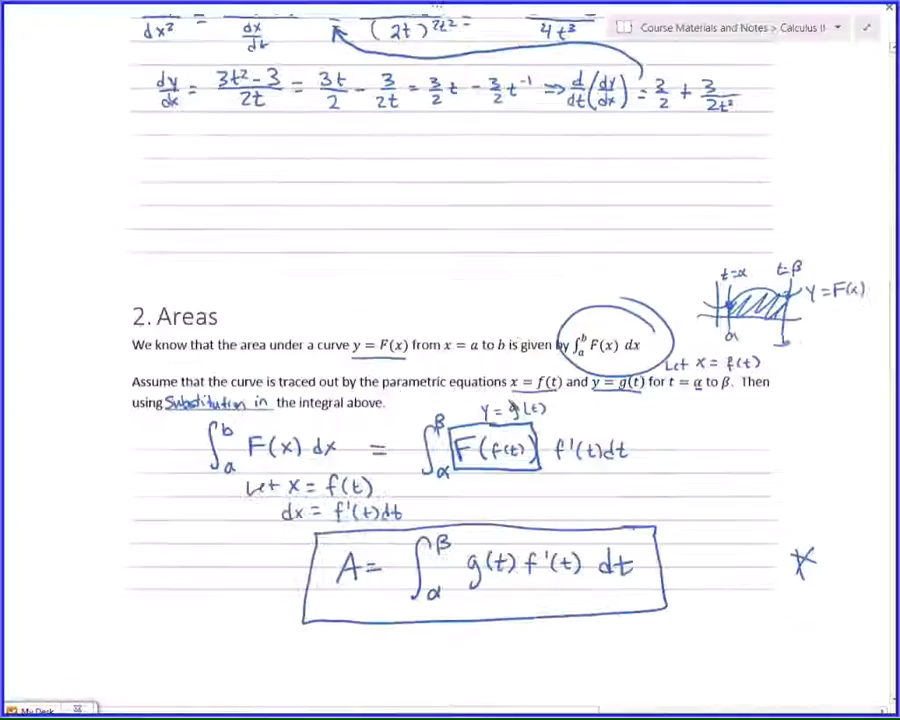 dx² = dx/dt (2t) 2t² = 4t³
Course Materials and Notes > Calculus II
dy/dx = 3t²-3/2t = 3t/2 - 3/2t = 3/2 t - 3/2 t⁻¹ ⇒ d/dt (dy/dx) = 3/2 + 3/2t²
t=α t=β
y=F(x)
a
2. Areas
We know that the area under a curve y = F(x) from x = a to b is given by ∫ₐᵇ F(x) dx
Let x = f(t)
Assume that the curve is traced out by the parametric equations x = f(t) and y = g(t) for t = α to β. Then
using Substitution in the integral above.
y = g(t)
∫ₐᵇ F(x) dx = ∫_α^β F(f(t)) f'(t)dt
Let x = f(t)
dx = f'(t)dt
A= ∫_α^β g(t) f'(t) dt
My Desk